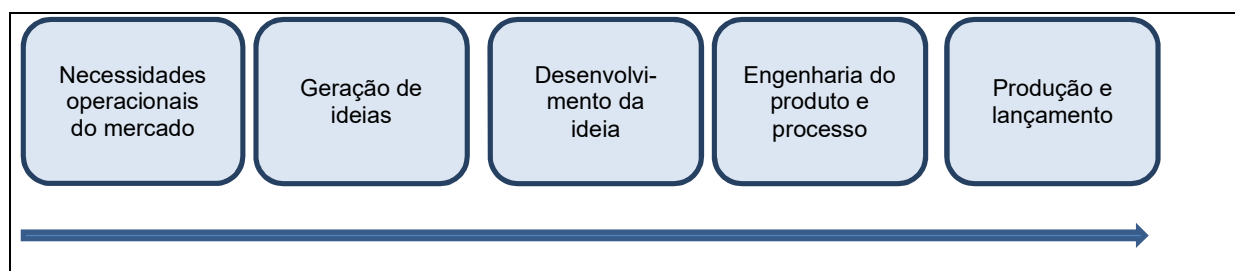 Necessidades
operacionais
do mercado
Geração de
ideias
Desenvolvi-
mento da
ideia
Engenharia do
produto e
processo
Produção e
lançamento